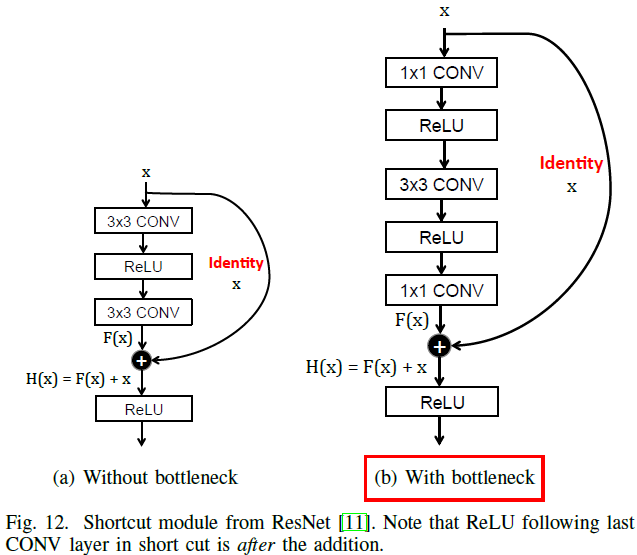 x
3x3 CONV
ReLU
Identity
x
3x3 CONV
F(x)
+
H(x) = F(x) + x
ReLU
(a) Without bottleneck
x
1x1 CONV
ReLU
Identity
x
3x3 CONV
ReLU
1x1 CONV
F(x)
+
H(x) = F(x) + x
ReLU
(b) With bottleneck
Fig. 12. Shortcut module from ResNet [11]. Note that ReLU following last
CONV layer in short cut is after the addition.